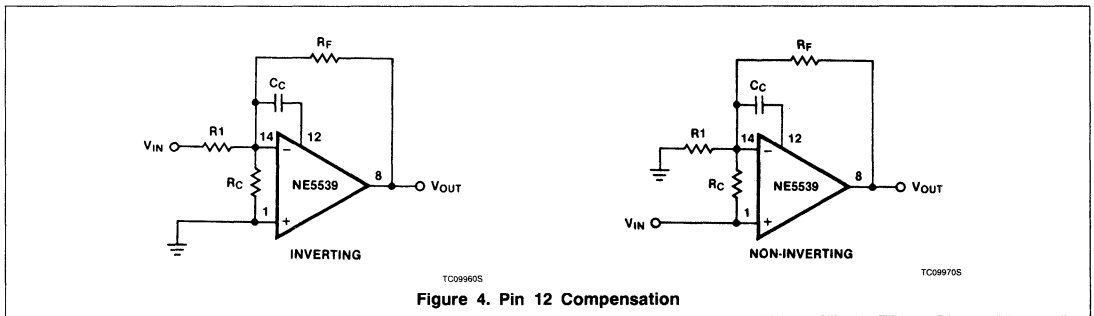 RF
CC
R1
14
12
VIN
−
RC
NE5539
8
VOUT
1
+
INVERTING
TC09960S
RF
CC
R1
14
12
−
RC
NE5539
8
VOUT
1
VIN
+
NON-INVERTING
TC09970S
Figure 4. Pin 12 Compensation